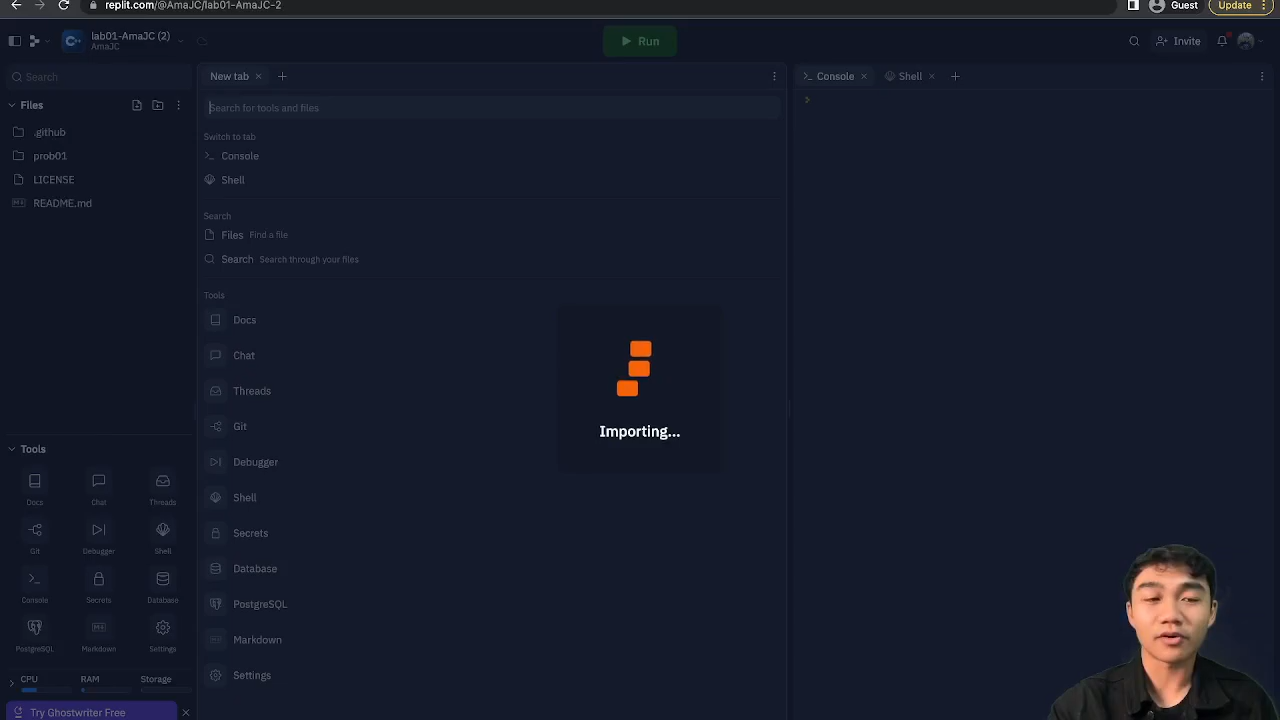 replit.com/@AmaJC/lab01-AmaJC-2
Guest
Update
lab01-AmaJC (2)
AmaJC
Run
Invite
Search
New tab
Console
Shell
Files
Search for tools and files
.github
Switch to tab
prob01
Console
LICENSE
Shell
README.md
Search
Files Find a file
Search Search through your files
Tools
Docs
Chat
Threads
Git
Debugger
Shell
Secrets
Database
PostgreSQL
Markdown
Settings
Importing...
Tools
Docs
Chat
Threads
Git
Debugger
Shell
Console
Secrets
Database
PostgreSQL
Markdown
Settings
CPU
RAM
Storage
Try Ghostwriter Free